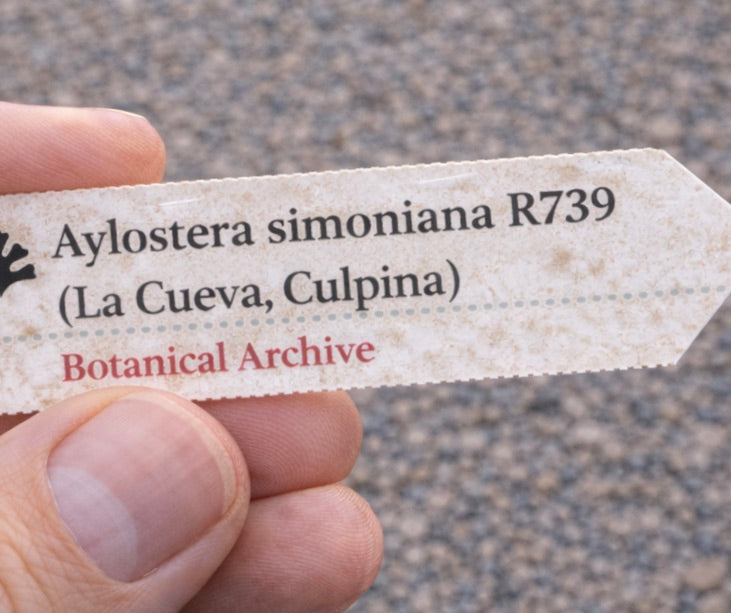 Aylostera simoniana R739
(La Cueva, Culpina)
Botanical Archive